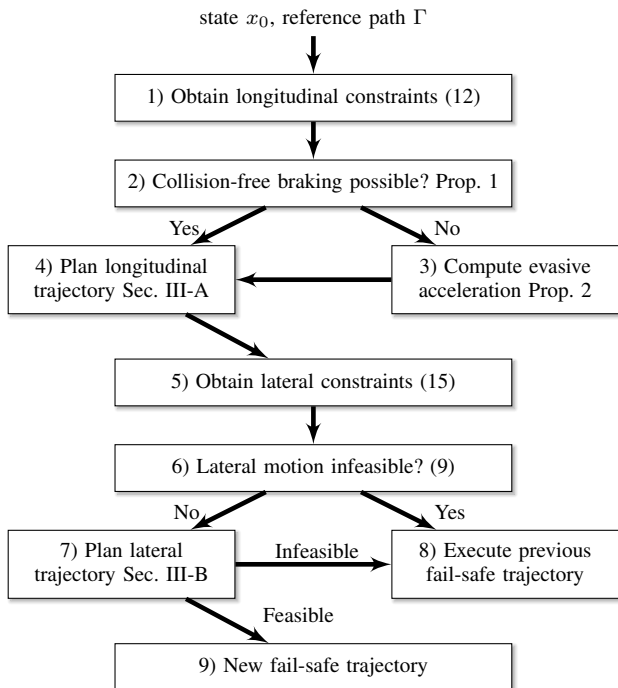 state x₀, reference path Γ
1) Obtain longitudinal constraints (12)
2) Collision-free braking possible? Prop. 1
Yes
No
4) Plan longitudinal
trajectory Sec. III-A
3) Compute evasive
acceleration Prop. 2
5) Obtain lateral constraints (15)
6) Lateral motion infeasible? (9)
No
Yes
7) Plan lateral
trajectory Sec. III-B
Infeasible
8) Execute previous
fail-safe trajectory
Feasible
9) New fail-safe trajectory